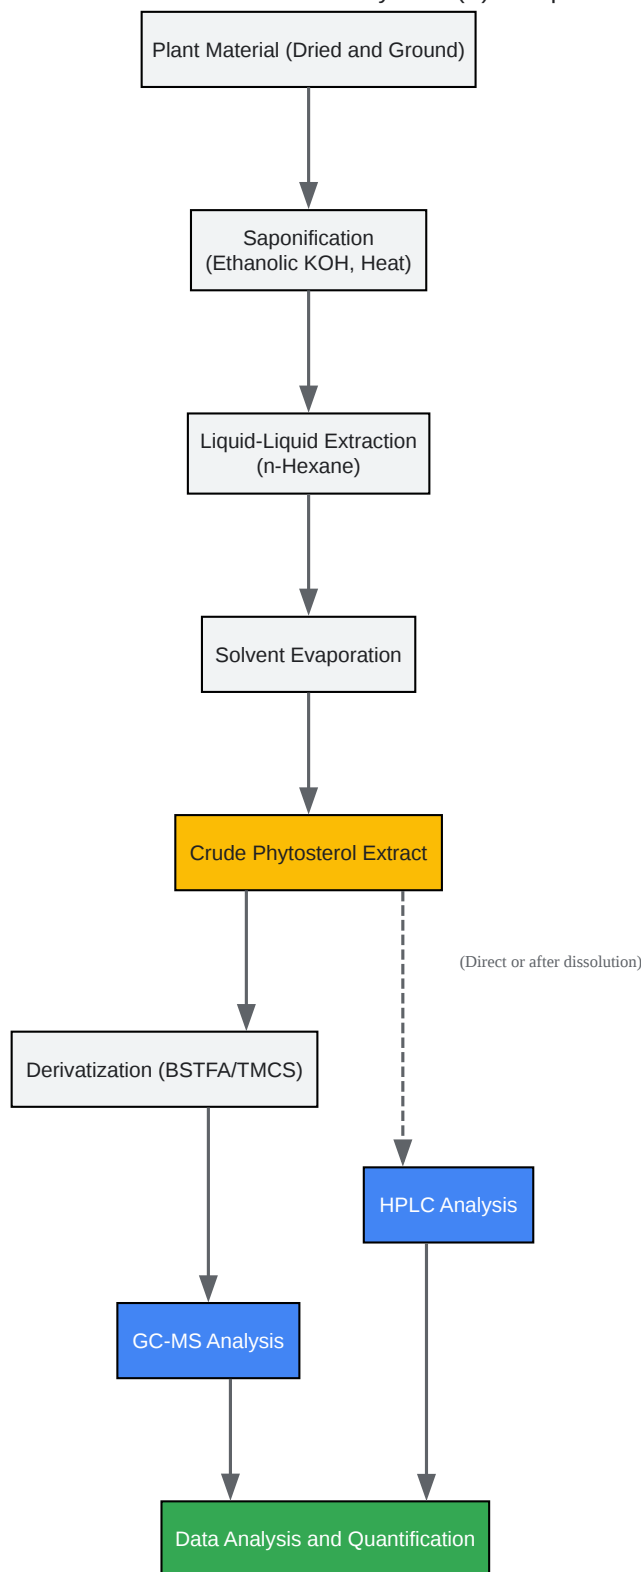 Plant Material (Dried and Ground)
Saponification
(Ethanolic KOH, Heat)
Liquid-Liquid Extraction
(n-Hexane)
Solvent Evaporation
Crude Phytosterol Extract
(Direct or after dissolution)
Derivatization (BSTFA/TMCS)
HPLC Analysis
GC-MS Analysis
Data Analysis and Quantification